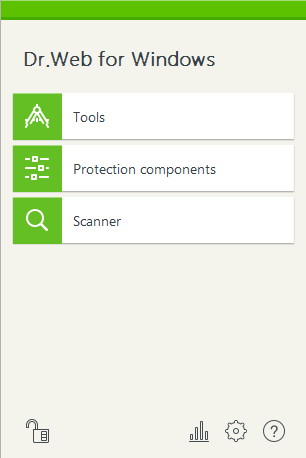 Dr.Web for Windows
Tools
Protection components
Scanner
?